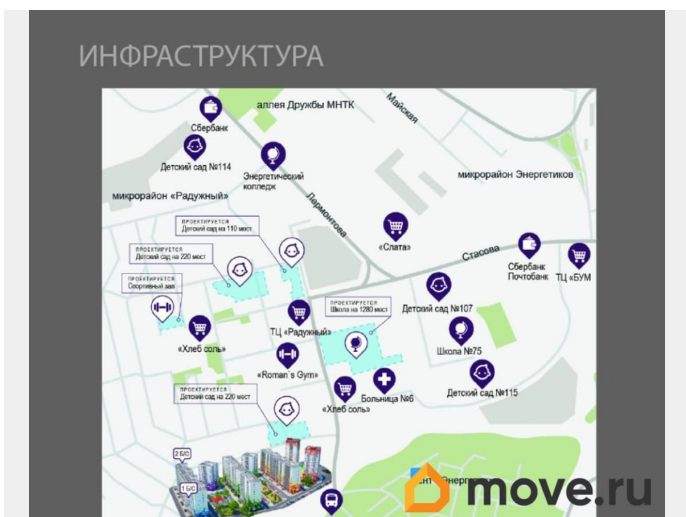 ИНФРАСТРУКТУРА
аллея Дружбы МНТК
Майская
Сбербанк
Детский сад №114
Энергетический
колледж
микрорайон Энергетиков
микрорайон «Радужный»
Лермонтова
ПРОЕКТИРУЕТСЯ
Детский сад на 110 мест
«Слата»
Стасова
ПРОЕКТИРУЕТСЯ
Детский сад на 220 мест
Сбербанк
Почтобанк
ТЦ «БУМ
ПРОЕКТИРУЕТСЯ
Спортивный зал
ПРОЕКТИРУЕТСЯ
Школа на 1280 мест
Детский сад №107
ТЦ «Радужный»
«Хлеб соль»
Школа №75
«Roman`s Gym»
ПРОЕКТИРУЕТСЯ
Детский сад на 220 мест
«Хлеб соль»
Больница №6
Детский сад №115
2 Б/С
1 Б/С
move.ru